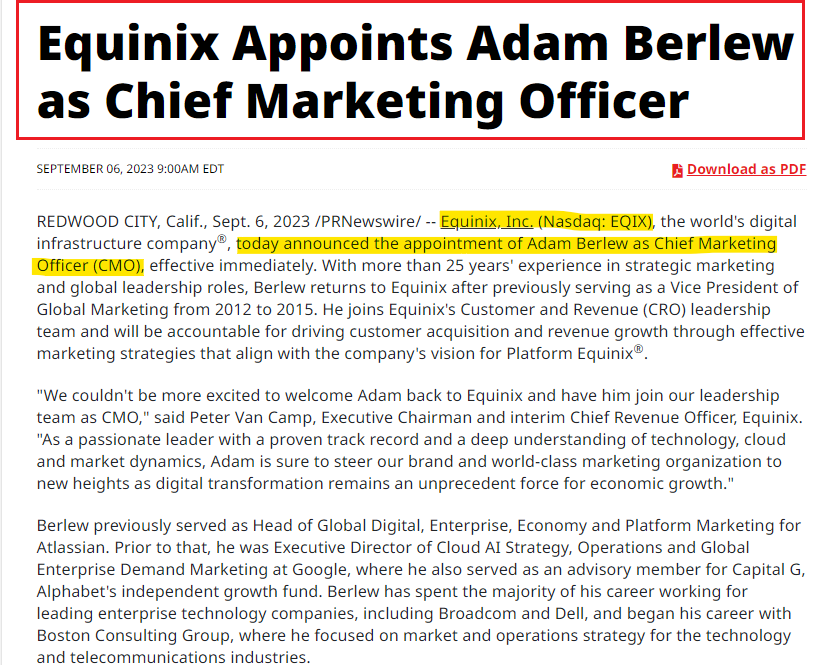 Equinix Appoints Adam Berlew
as Chief Marketing Officer
SEPTEMBER 06, 2023 9:00AM EDT
Download as PDF
REDWOOD CITY, Calif., Sept. 6, 2023 /PRNewswire/ -- Equinix, Inc. (Nasdaq: EQIX), the world's digital
infrastructure company®, today announced the appointment of Adam Berlew as Chief Marketing
Officer (CMO), effective immediately. With more than 25 years' experience in strategic marketing
and global leadership roles, Berlew returns to Equinix after previously serving as a Vice President of
Global Marketing from 2012 to 2015. He joins Equinix's Customer and Revenue (CRO) leadership
team and will be accountable for driving customer acquisition and revenue growth through effective
marketing strategies that align with the company's vision for Platform Equinix®.
"We couldn't be more excited to welcome Adam back to Equinix and have him join our leadership
team as CMO," said Peter Van Camp, Executive Chairman and interim Chief Revenue Officer, Equinix.
"As a passionate leader with a proven track record and a deep understanding of technology, cloud
and market dynamics, Adam is sure to steer our brand and world-class marketing organization to
new heights as digital transformation remains an unprecedented force for economic growth."
Berlew previously served as Head of Global Digital, Enterprise, Economy and Platform Marketing for
Atlassian. Prior to that, he was Executive Director of Cloud AI Strategy, Operations and Global
Enterprise Demand Marketing at Google, where he also served as an advisory member for Capital G,
Alphabet's independent growth fund. Berlew has spent the majority of his career working for
leading enterprise technology companies, including Broadcom and Dell, and began his career with
Boston Consulting Group, where he focused on market and operations strategy for the technology
and telecommunications industries.